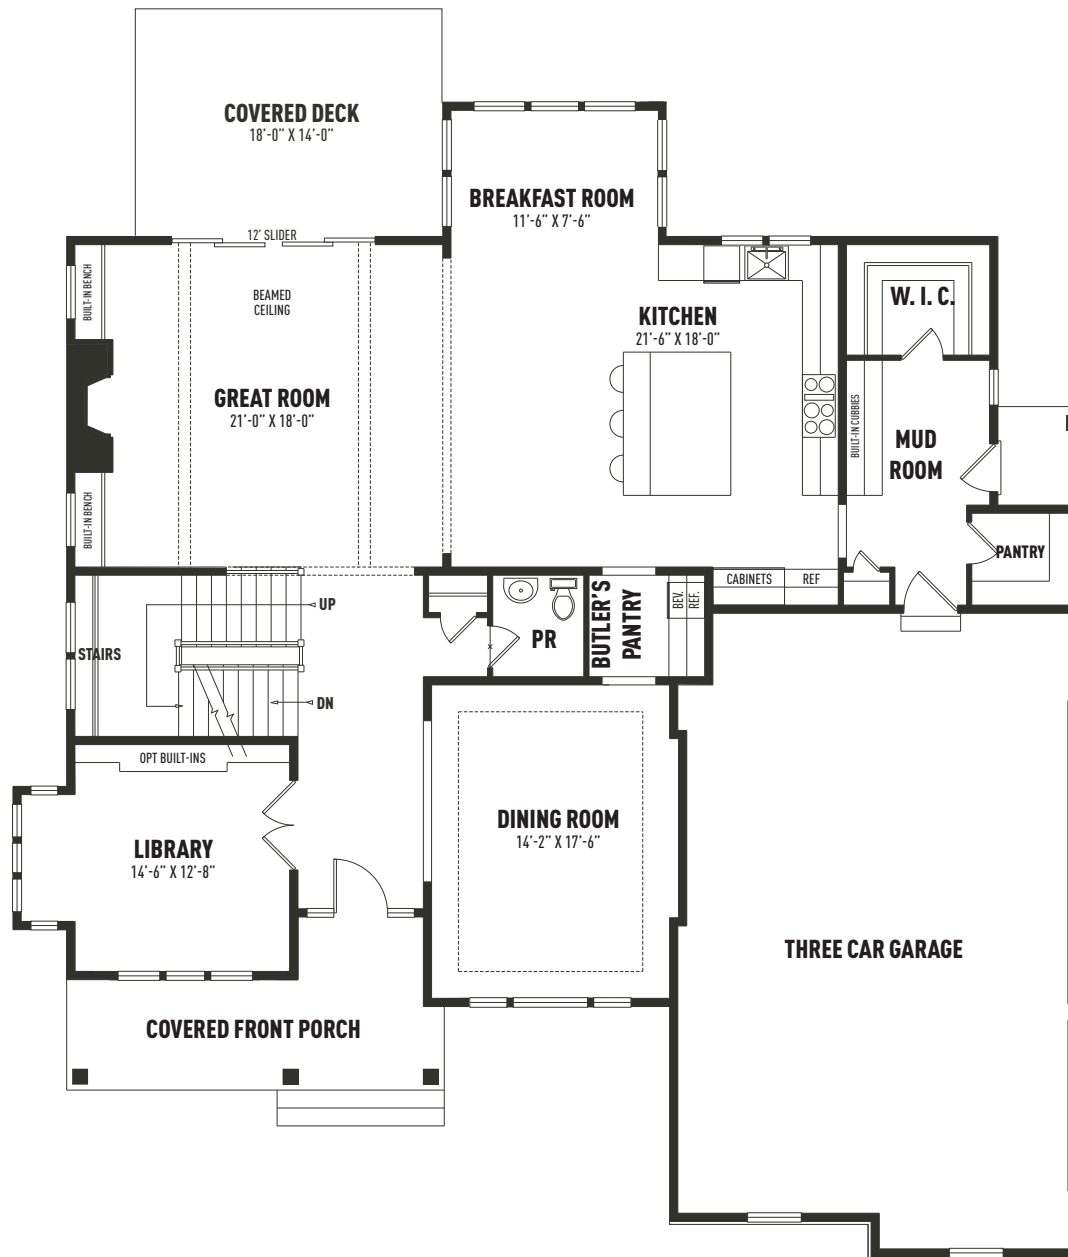 COVERED DECK
18'-0" X 14'-0"
BREAKFAST ROOM
11'-6" X 7'-6"
12' SLIDER
BUILT-IN BENCH
BEAMED
CEILING
W. I. C.
KITCHEN
21'-6" X 18'-0"
GREAT ROOM
21'-0" X 18'-0"
BUILT-IN CUBBIES
MUD
ROOM
BUILT-IN BENCH
PANTRY
CABINETS
REF
UP
BUTLER'S
PANTRY
BEV.
REF.
PR
STAIRS
DN
OPT BUILT-INS
DINING ROOM
14'-2" X 17'-6"
LIBRARY
14'-6" X 12'-8"
THREE CAR GARAGE
COVERED FRONT PORCH